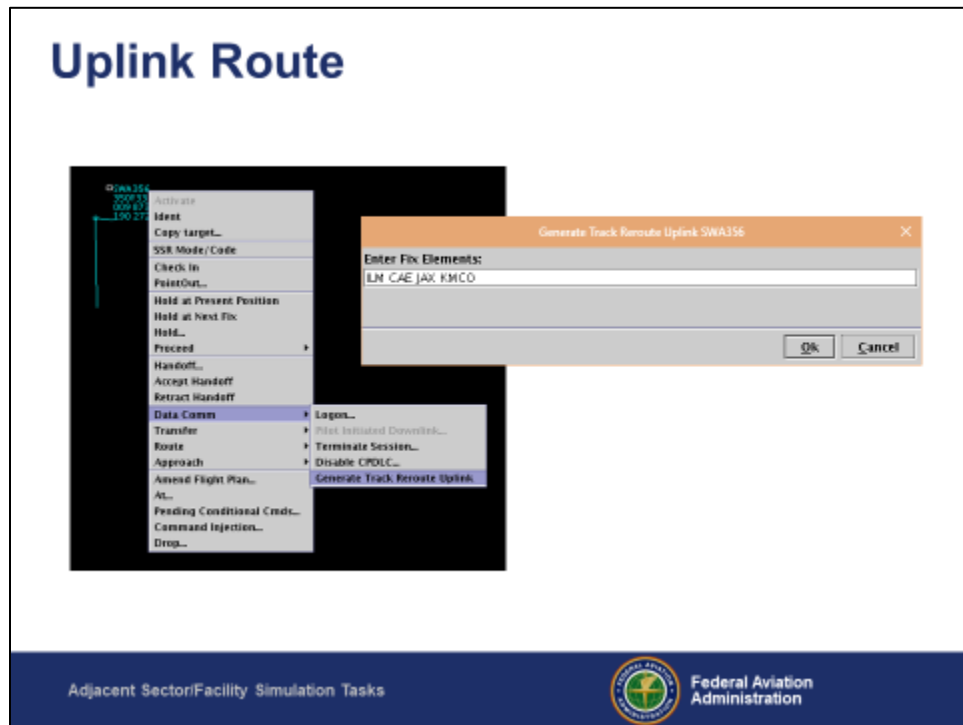 Uplink Route
SWA356
Activate
Ident
Copy target...
SSR Mode/Code
Check In
PointOut...
Hold at Present Position
Hold at Next Fix
Hold...
Proceed
Handoff...
Accept Handoff
Retract Handoff
Data Comm
Transfer
Route
Approach
Amend Flight Plan...
At...
Pending Conditional Cmds...
Command Injection...
Drop...
Logon...
Pilot Initiated Downlink...
Terminate Session...
Disable CPDLC...
Generate Track Reroute Uplink
Generate Track Reroute Uplink SWA356
Enter Fix Elements:
ILM CAE JAX KMCO
Ok
Cancel
Adjacent Sector/Facility Simulation Tasks
Federal Aviation
Administration